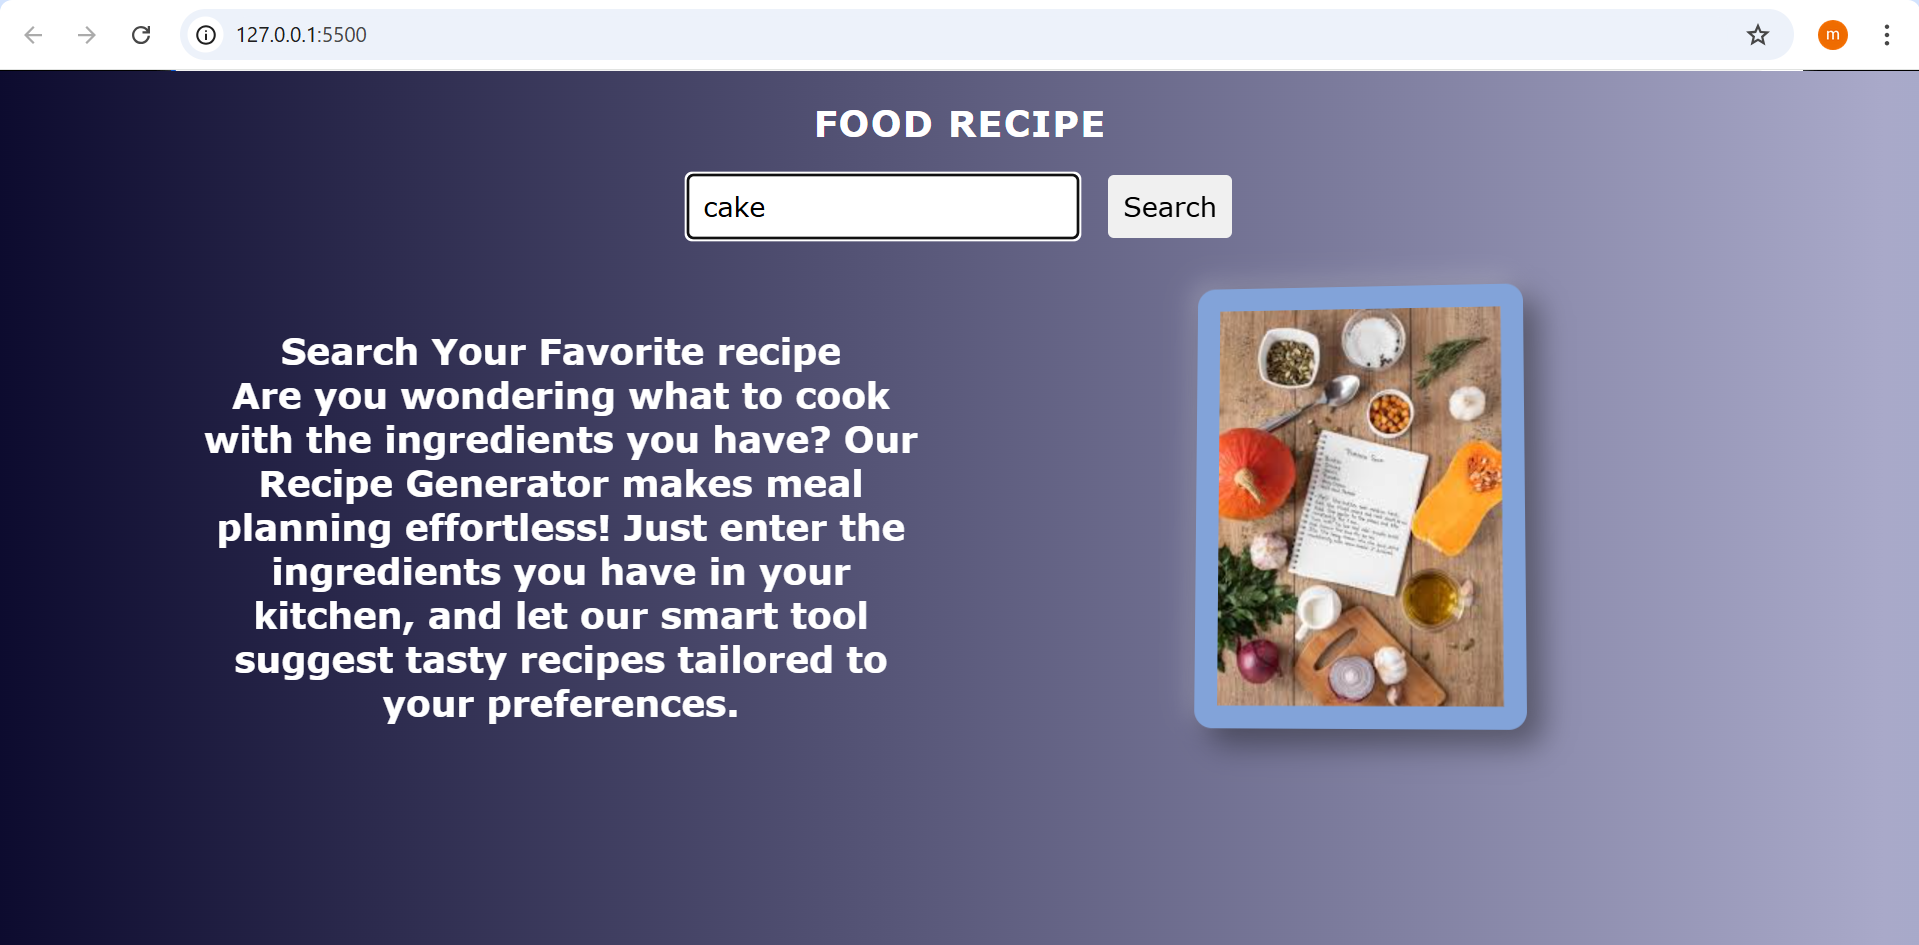 127.0.0.1:5500
m
FOOD RECIPE
cake
Search
Search Your Favorite recipe
Are you wondering what to cook
with the ingredients you have? Our
Recipe Generator makes meal
planning effortless! Just enter the
ingredients you have in your
kitchen, and let our smart tool
suggest tasty recipes tailored to
your preferences.